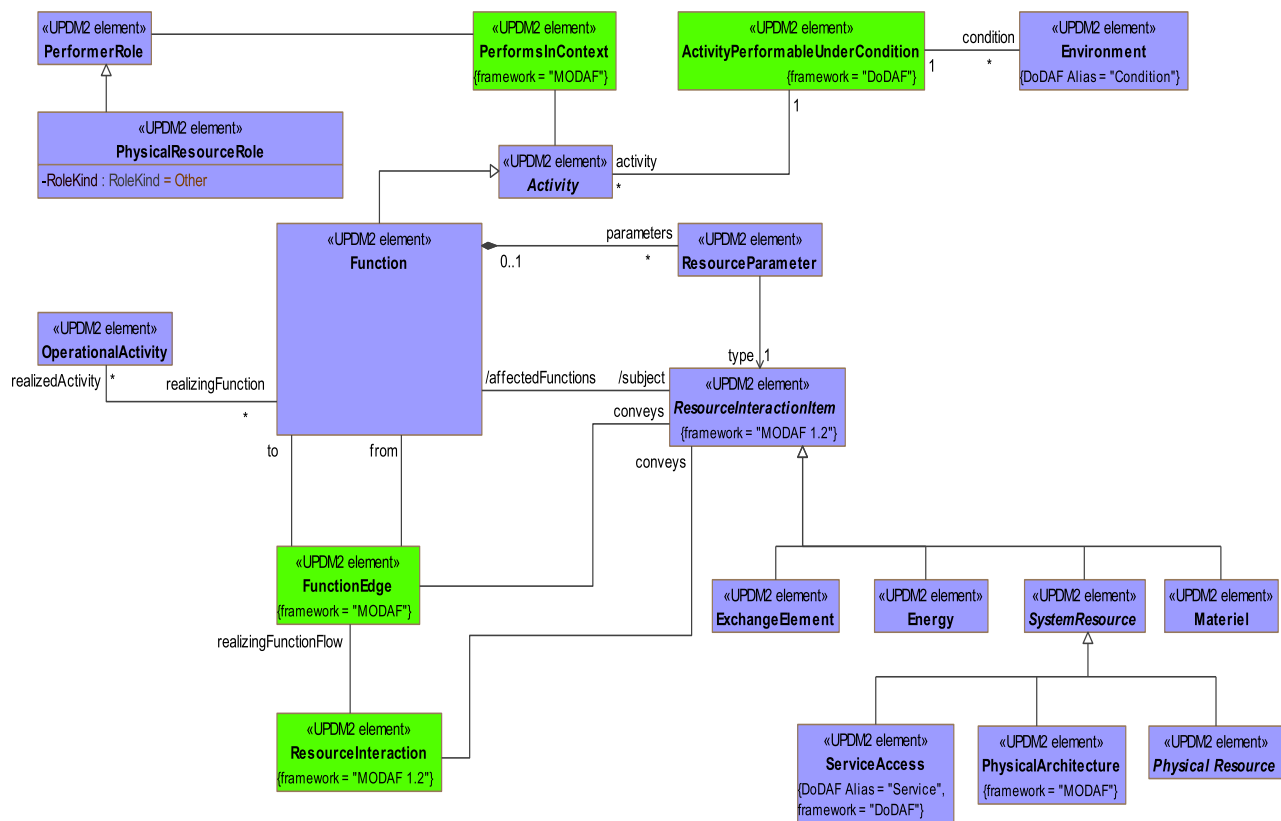 «UPDM2 element»
PerformerRole
«UPDM2 element»
PerformsInContext
{framework = "MODAF"}
«UPDM2 element»
ActivityPerformableUnderCondition
{framework = "DoDAF"}
condition
1
*
«UPDM2 element»
Environment
{DoDAF Alias = "Condition"}
1
«UPDM2 element»
PhysicalResourceRole
-RoleKind : RoleKind = Other
«UPDM2 element»
Activity
activity
*
«UPDM2 element»
Function
parameters
0..1
*
«UPDM2 element»
ResourceParameter
«UPDM2 element»
OperationalActivity
realizedActivity
*
realizingFunction
*
type
1
/affectedFunctions
/subject
«UPDM2 element»
ResourceInteractionItem
{framework = "MODAF 1.2"}
conveys
conveys
to
from
«UPDM2 element»
FunctionEdge
{framework = "MODAF"}
realizingFunctionFlow
«UPDM2 element»
ExchangeElement
«UPDM2 element»
Energy
«UPDM2 element»
SystemResource
«UPDM2 element»
Materiel
«UPDM2 element»
ResourceInteraction
{framework = "MODAF 1.2"}
«UPDM2 element»
ServiceAccess
{DoDAF Alias = "Service",
framework = "DoDAF"}
«UPDM2 element»
PhysicalArchitecture
{framework = "MODAF"}
«UPDM2 element»
Physical Resource